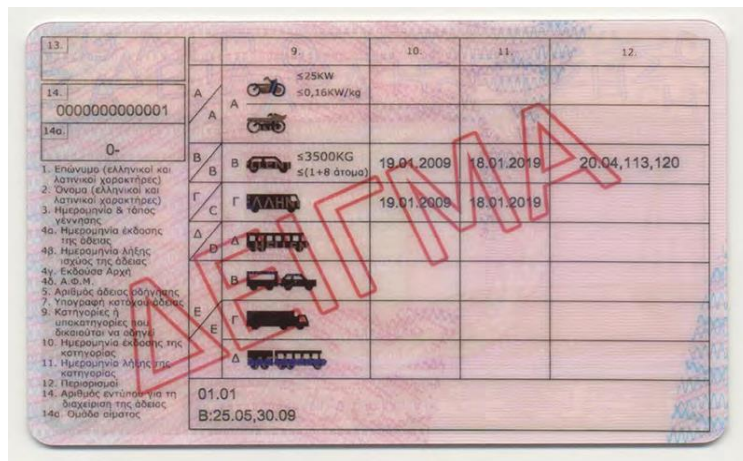 13.
14.
0000000000001
14α.
0-
1. Επώνυμο (ελληνικοί και
λατινικοί χαρακτήρες)
2. Όνομα (ελληνικοί και
λατινικοί χαρακτήρες)
3. Ημερομηνία & τόπος
γέννησης
4α. Ημερομηνία έκδοσης
της άδειας
4β. Ημερομηνία λήξης
ισχύος της άδειας
4γ. Εκδούσα Αρχή
4δ. Α.Φ.Μ.
5. Αριθμός άδειας οδήγησης
7. Υπογραφή κατόχου άδειας
9. Κατηγορίες ή
υποκατηγορίες που
δικαιούται να οδηγεί
10. Ημερομηνία έκδοσης της
κατηγορίας
11. Ημερομηνία λήξης της
κατηγορίας
12. Περιορισμοί
14. Αριθμός εντύπου για τη
διαχείριση της άδειας
14α. Ομάδα αίματος
9. 10. 11. 12.
Α Α Α ≤25KW
≤0,16KW/kg
Β Β Β ≤3500KG 19.01.2009 18.01.2019 20.04,113,120
≤(1+8 άτομα)
Γ C Γ 19.01.2009 18.01.2019
Δ D Δ
Β
Ε Ε Γ
Δ
01.01
B:25.05,30.09
ΔΕΙΓΜΑ